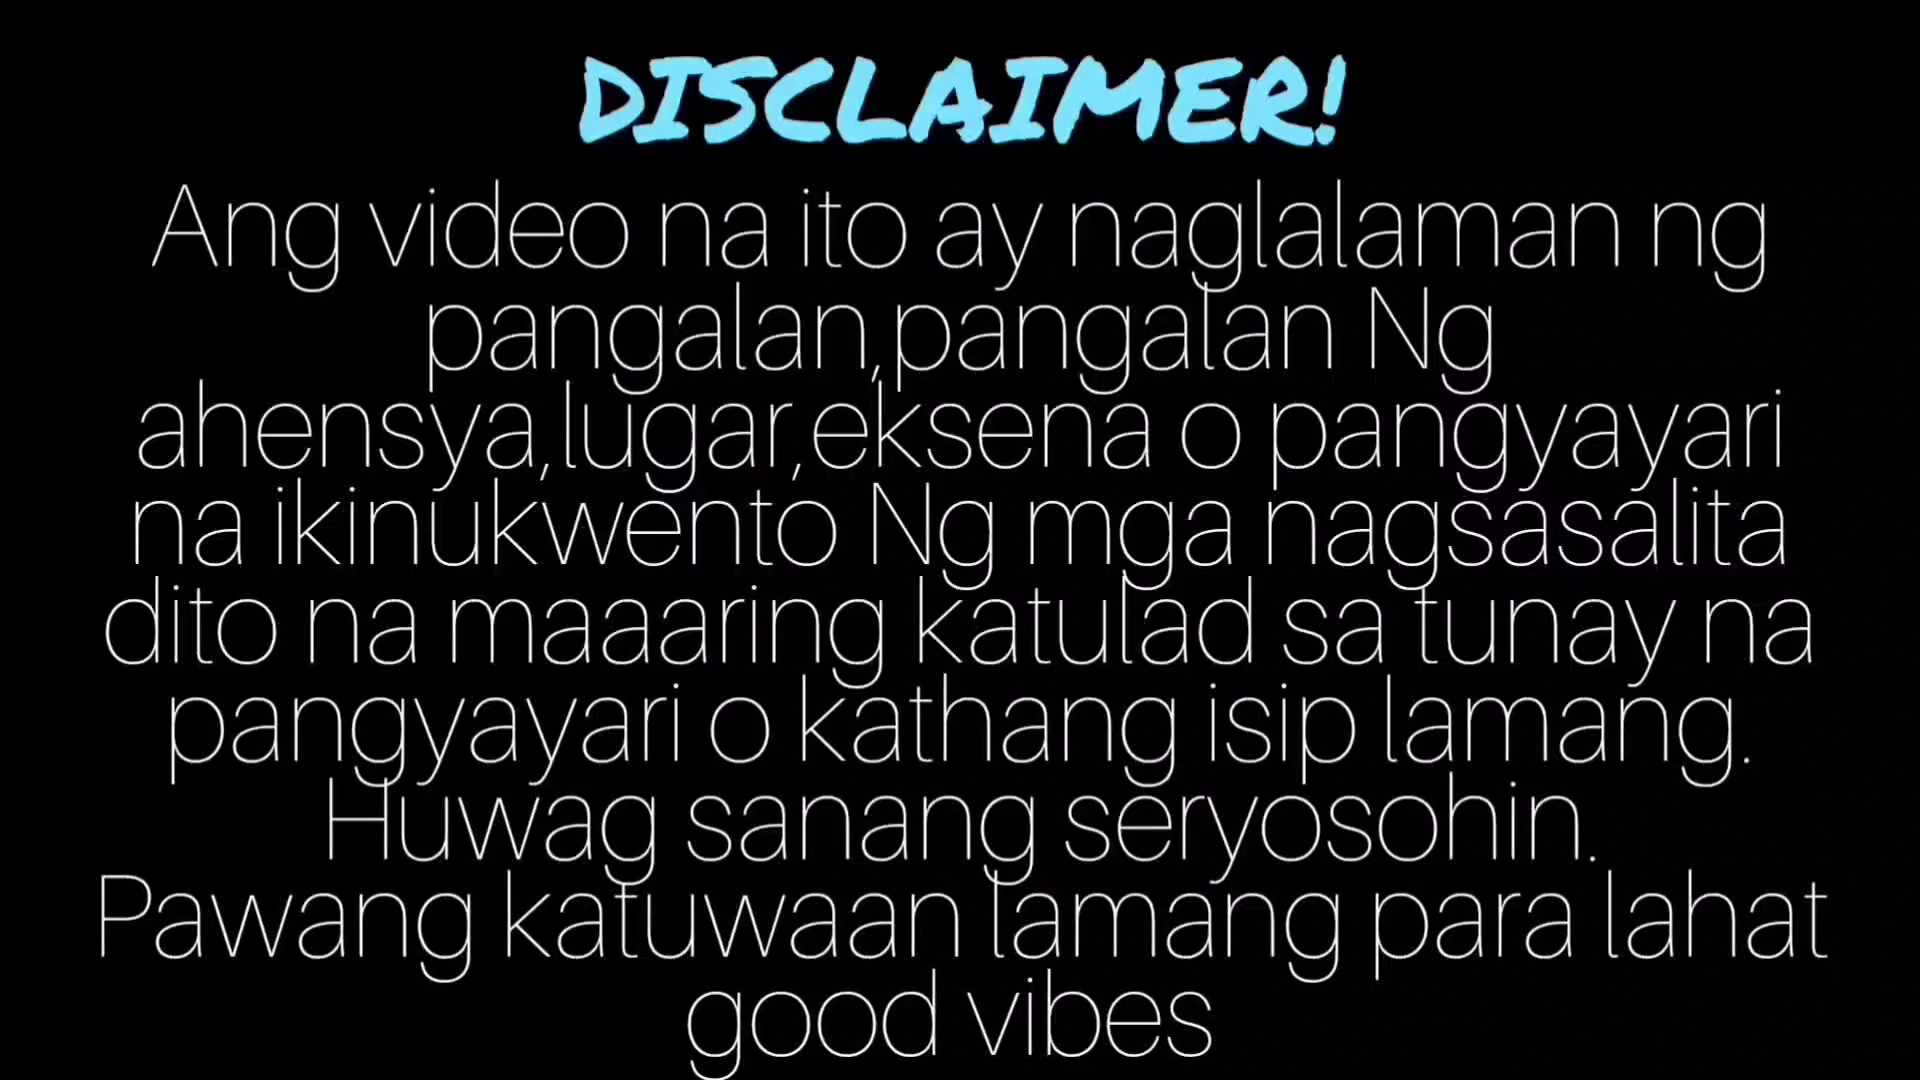 DISCLAIMER!
Ang video na ito ay naglalaman ng
pangalan,pangalan Ng
ahensya,lugar,eksena o pangyayari
na ikinukwento Ng mga nagsasalita
dito na maaaring katulad sa tunay na
pangyayari o kathang isip lamang.
Huwag sanang seryosohin.
Pawang katuwaan lamang para lahat
good vibes